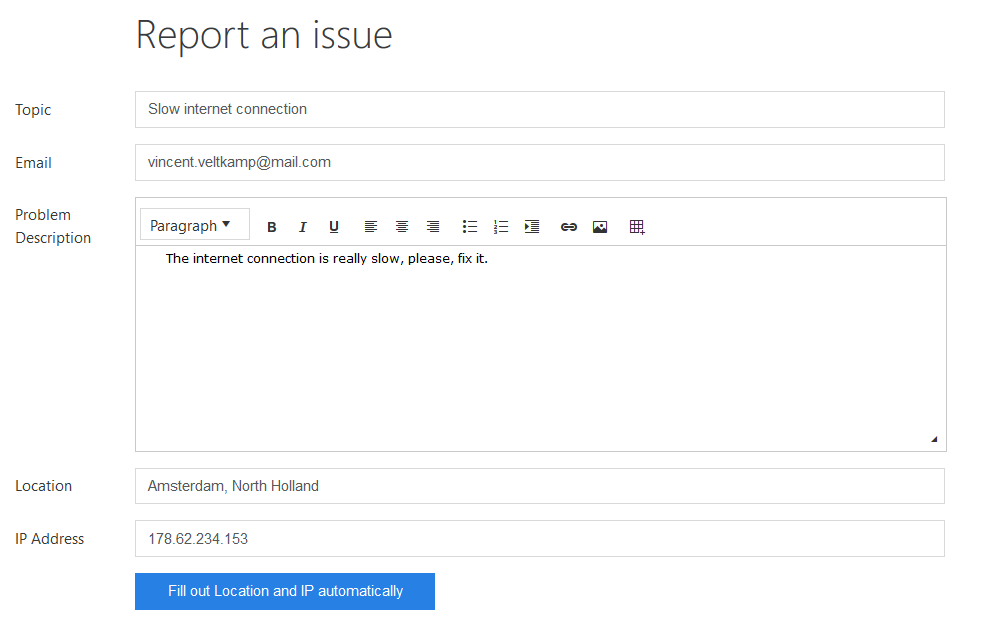 Report an issue
Topic
Slow internet connection
Email
vincent.veltkamp@mail.com
Problem
Description
Paragraph B I U
The internet connection is really slow, please, fix it.
Location
Amsterdam, North Holland
IP Address
178.62.234.153
Fill out Location and IP automatically